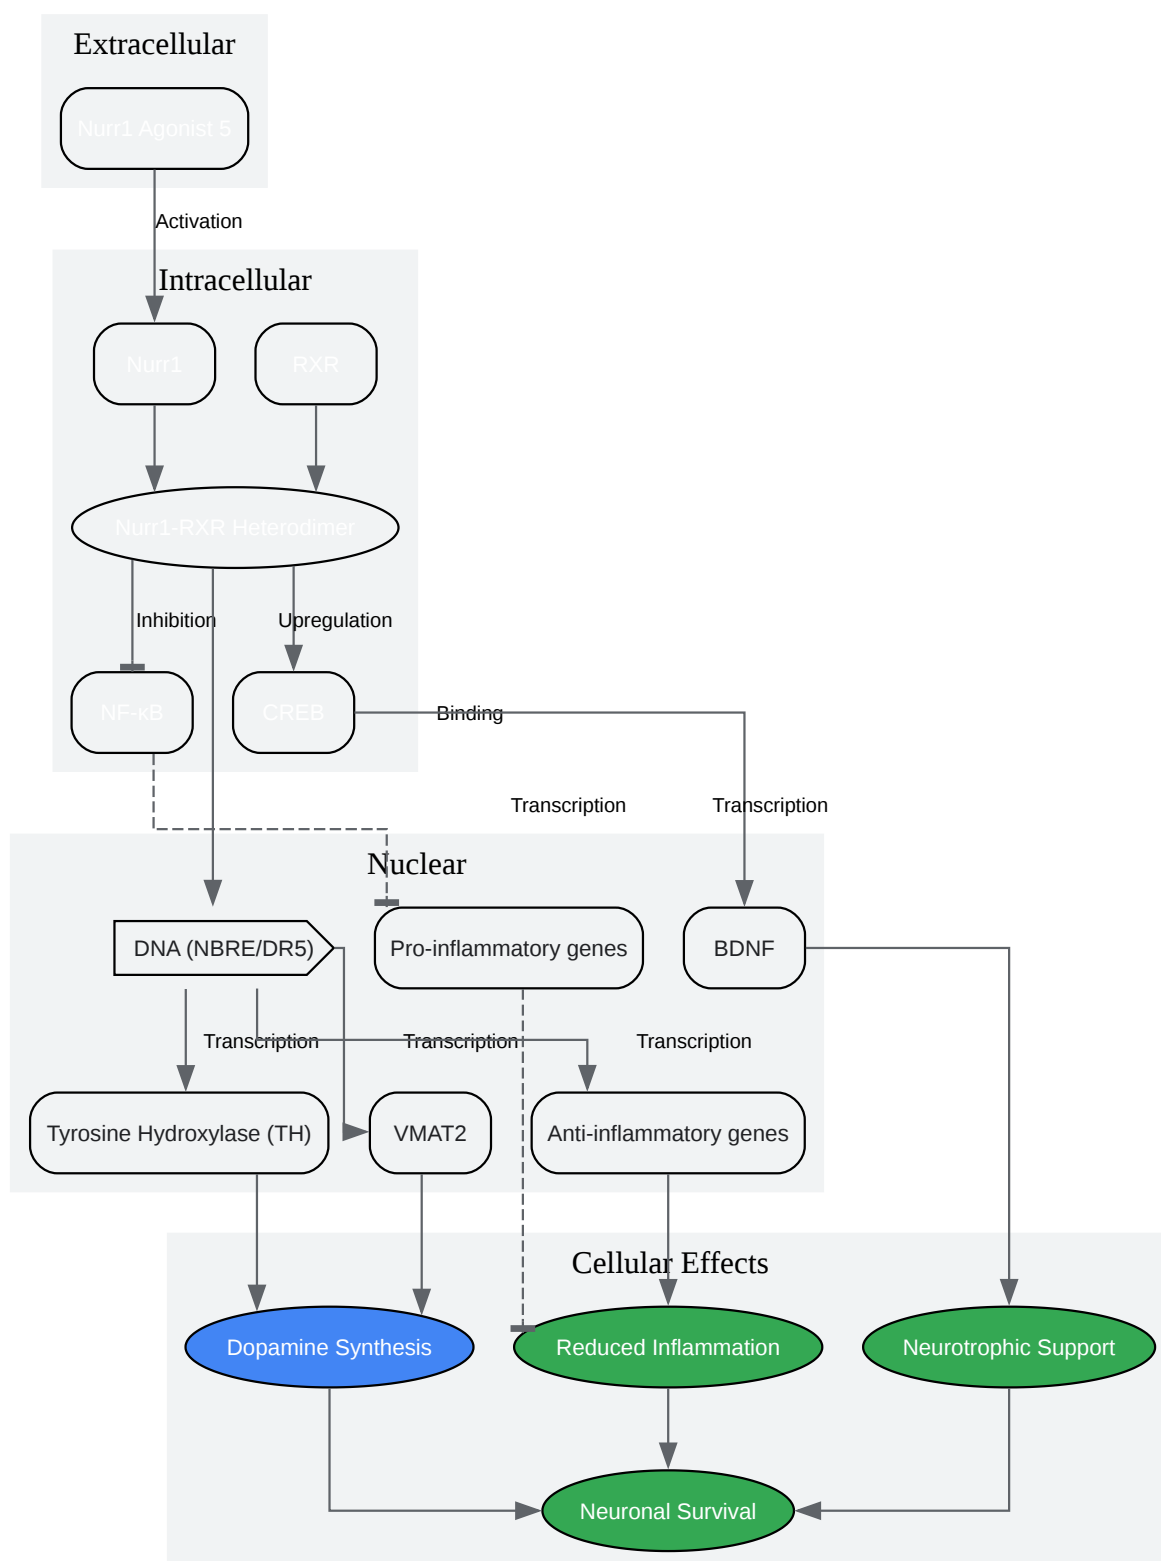 Extracellular
Nurr1 Agonist 5
Activation
Intracellular
Nurr1
RXR
Nurr1-RXR Heterodimer
Inhibition
Upregulation
NF-κB
CREB
Binding
Transcription
Transcription
Nuclear
DNA (NBRE/DR5)
Pro-inflammatory genes
BDNF
Transcription
Transcription
Transcription
Tyrosine Hydroxylase (TH)
VMAT2
Anti-inflammatory genes
Cellular Effects
Dopamine Synthesis
Reduced Inflammation
Neurotrophic Support
Neuronal Survival